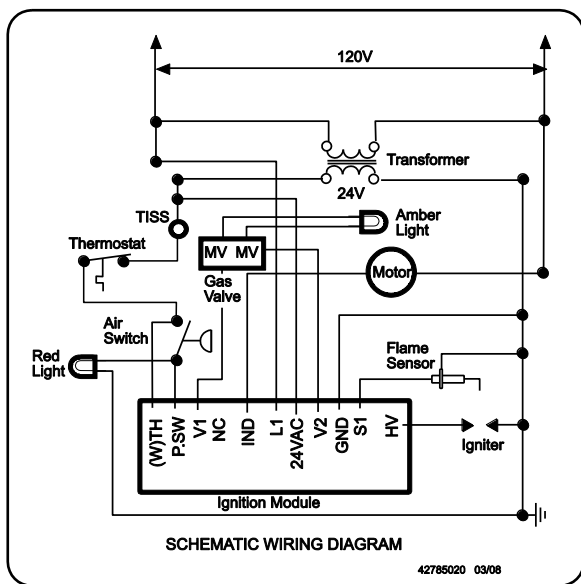 120V
Transformer
24V
TISS
Amber
Light
Thermostat
MV MV
Motor
Gas
Valve
Air
Switch
Red
Light
Flame
Sensor
(W)TH
P.SW
V1
NC
IND
L1
24VAC
V2
GND
S1
HV
Igniter
Ignition Module
SCHEMATIC WIRING DIAGRAM
42785020 03/08